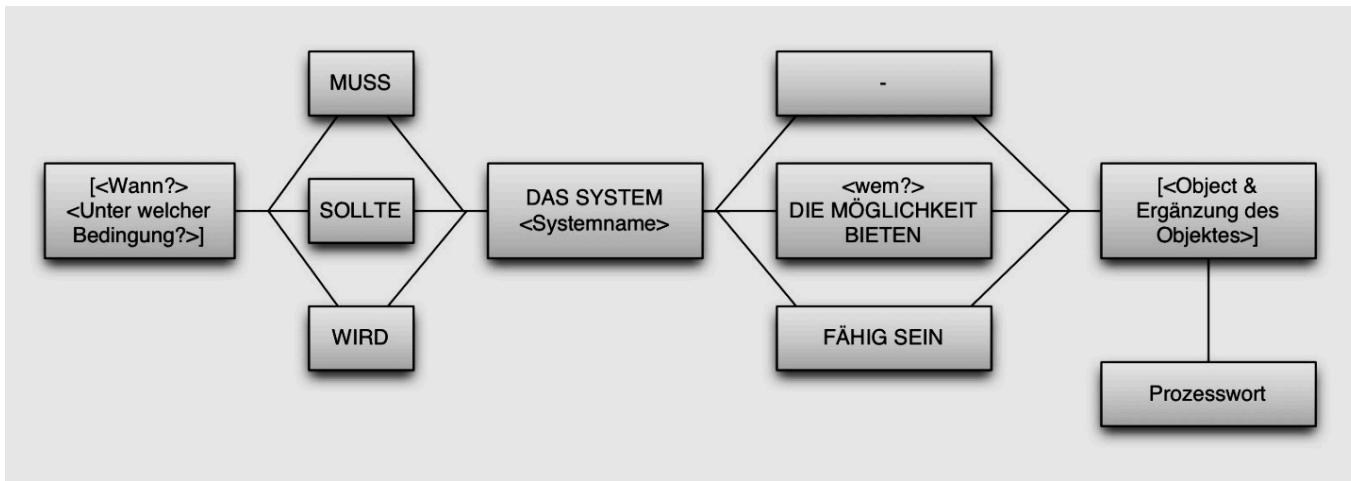 [<Wann?>
<Unter welcher
Bedingung?>]
MUSS
SOLLTE
WIRD
DAS SYSTEM
<Systemname>
-
<wem?>
DIE MÖGLICHKEIT
BIETEN
FÄHIG SEIN
[<Object &
Ergänzung des
Objektes>]
Prozesswort